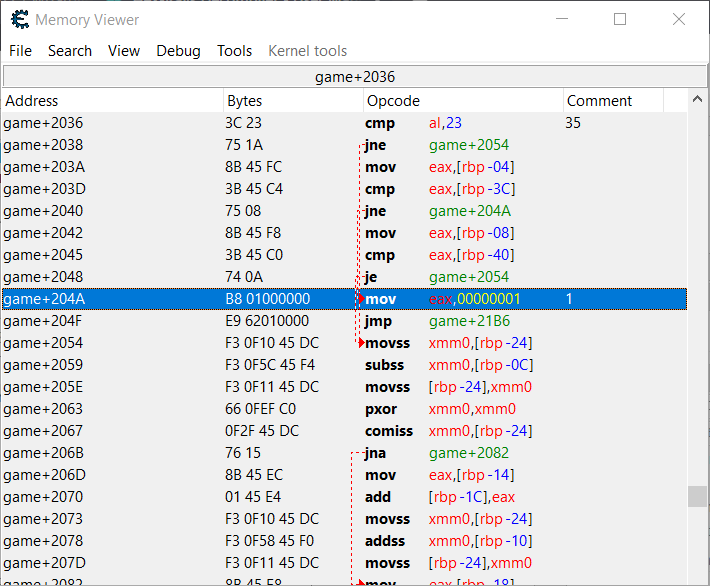 Memory Viewer
File Search View Debug Tools Kernel tools
game+2036
Address Bytes Opcode Comment
game+2036 3C 23 cmp al,23 35
game+2038 75 1A jne game+2054
game+203A 8B 45 FC mov eax,[rbp-04]
game+203D 3B 45 C4 cmp eax,[rbp-3C]
game+2040 75 08 jne game+204A
game+2042 8B 45 F8 mov eax,[rbp-08]
game+2045 3B 45 C0 cmp eax,[rbp-40]
game+2048 74 0A je game+2054
game+204A B8 01000000 mov eax,00000001 1
game+204F E9 62010000 jmp game+21B6
game+2054 F3 0F10 45 DC movss xmm0,[rbp-24]
game+2059 F3 0F5C 45 F4 subss xmm0,[rbp-0C]
game+205E F3 0F11 45 DC movss [rbp-24],xmm0
game+2063 66 0FEF C0 pxor xmm0,xmm0
game+2067 0F2F 45 DC comiss xmm0,[rbp-24]
game+206B 76 15 jna game+2082
game+206D 8B 45 EC mov eax,[rbp-14]
game+2070 01 45 E4 add [rbp-1C],eax
game+2073 F3 0F10 45 DC movss xmm0,[rbp-24]
game+2078 F3 0F58 45 F0 addss xmm0,[rbp-10]
game+207D F3 0F11 45 DC movss [rbp-24],xmm0
game+2082 8B 45 E8 mov eax,[rbp-18]